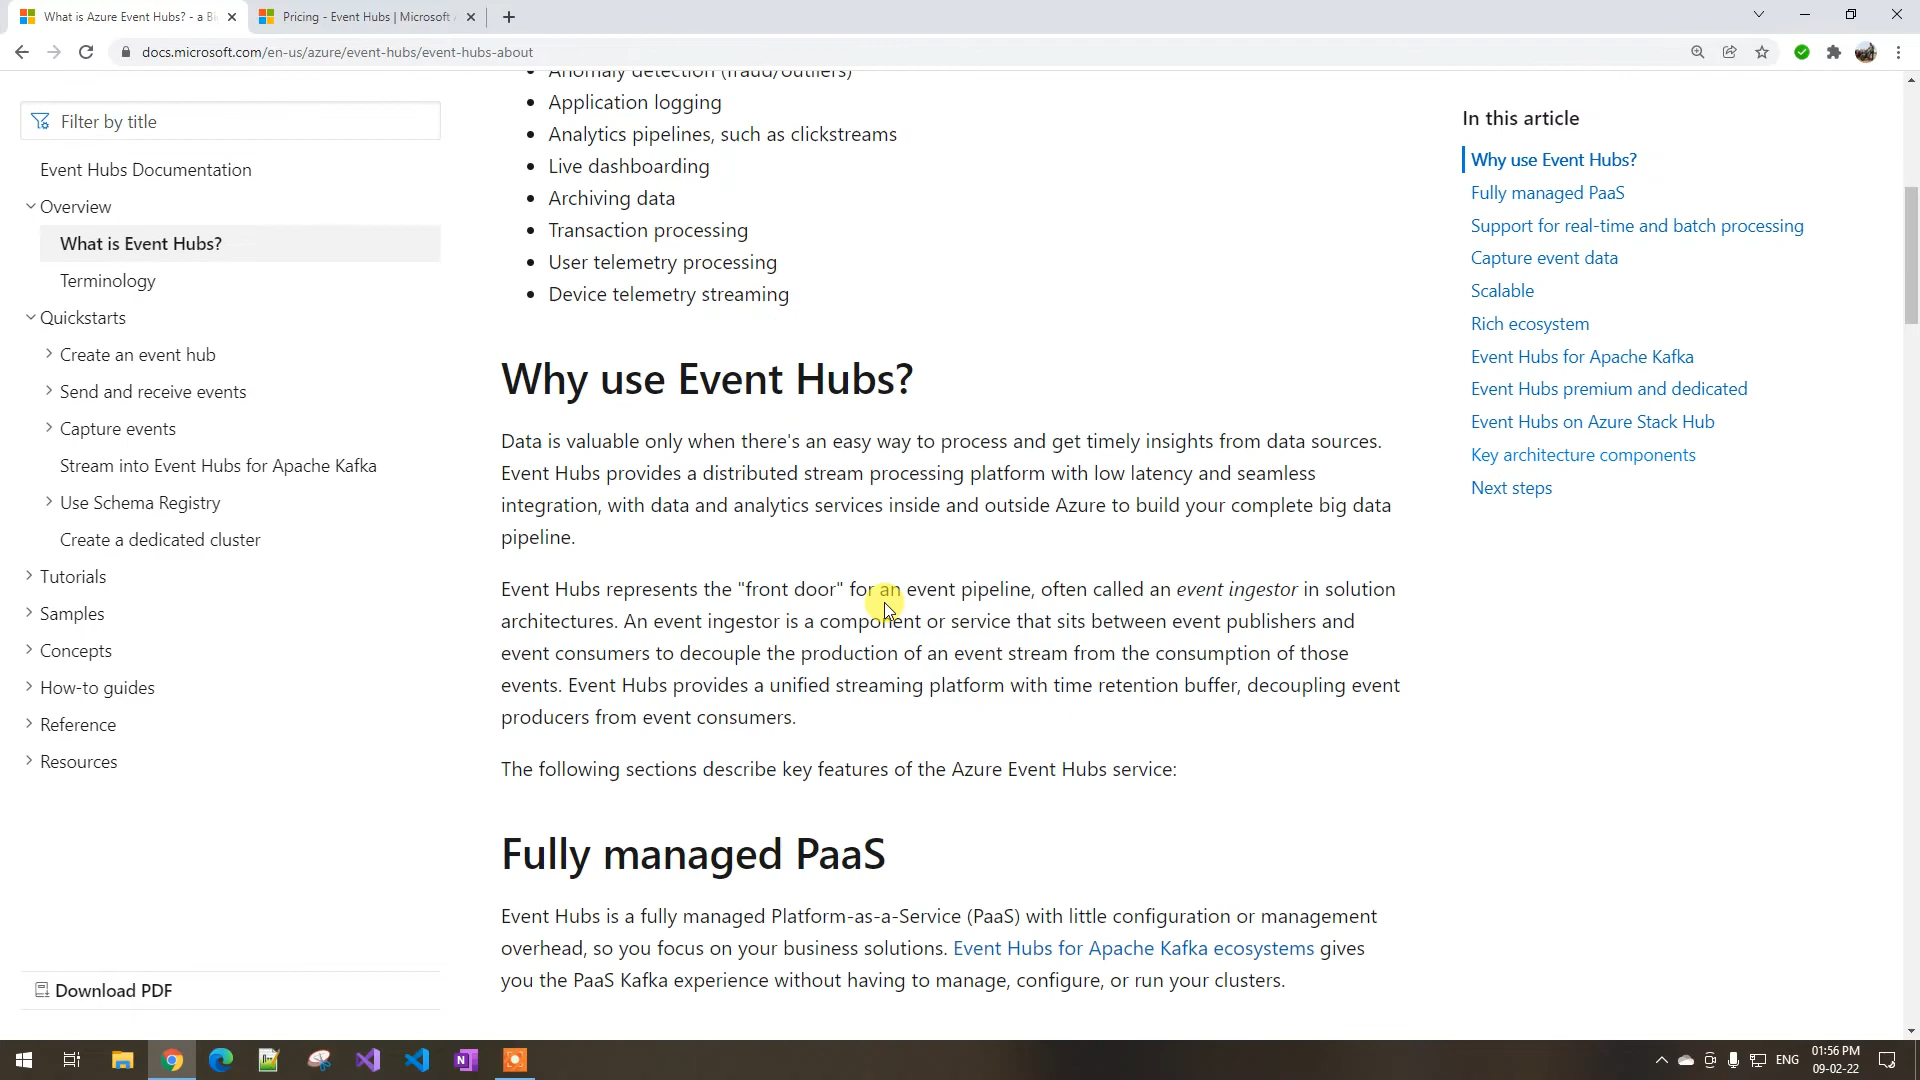 What is Azure Event Hubs? - a Bi
Pricing - Event Hubs | Microsoft A
docs.microsoft.com/en-us/azure/event-hubs/event-hubs-about
Filter by title
Event Hubs Documentation
Overview
What is Event Hubs?
Terminology
Quickstarts
Create an event hub
Send and receive events
Capture events
Stream into Event Hubs for Apache Kafka
Use Schema Registry
Create a dedicated cluster
Tutorials
Samples
Concepts
How-to guides
Reference
Resources
Download PDF
Anomaly detection (fraud/outliers)
Application logging
Analytics pipelines, such as clickstreams
Live dashboarding
Archiving data
Transaction processing
User telemetry processing
Device telemetry streaming
Why use Event Hubs?
Data is valuable only when there's an easy way to process and get timely insights from data sources.
Event Hubs provides a distributed stream processing platform with low latency and seamless
integration, with data and analytics services inside and outside Azure to build your complete big data
pipeline.
Event Hubs represents the "front door" for an event pipeline, often called an event ingestor in solution
architectures. An event ingestor is a component or service that sits between event publishers and
event consumers to decouple the production of an event stream from the consumption of those
events. Event Hubs provides a unified streaming platform with time retention buffer, decoupling event
producers from event consumers.
The following sections describe key features of the Azure Event Hubs service:
Fully managed PaaS
Event Hubs is a fully managed Platform-as-a-Service (PaaS) with little configuration or management
overhead, so you focus on your business solutions. Event Hubs for Apache Kafka ecosystems gives
you the PaaS Kafka experience without having to manage, configure, or run your clusters.
In this article
Why use Event Hubs?
Fully managed PaaS
Support for real-time and batch processing
Capture event data
Scalable
Rich ecosystem
Event Hubs for Apache Kafka
Event Hubs premium and dedicated
Event Hubs on Azure Stack Hub
Key architecture components
Next steps
ENG
01:56 PM
09-02-22